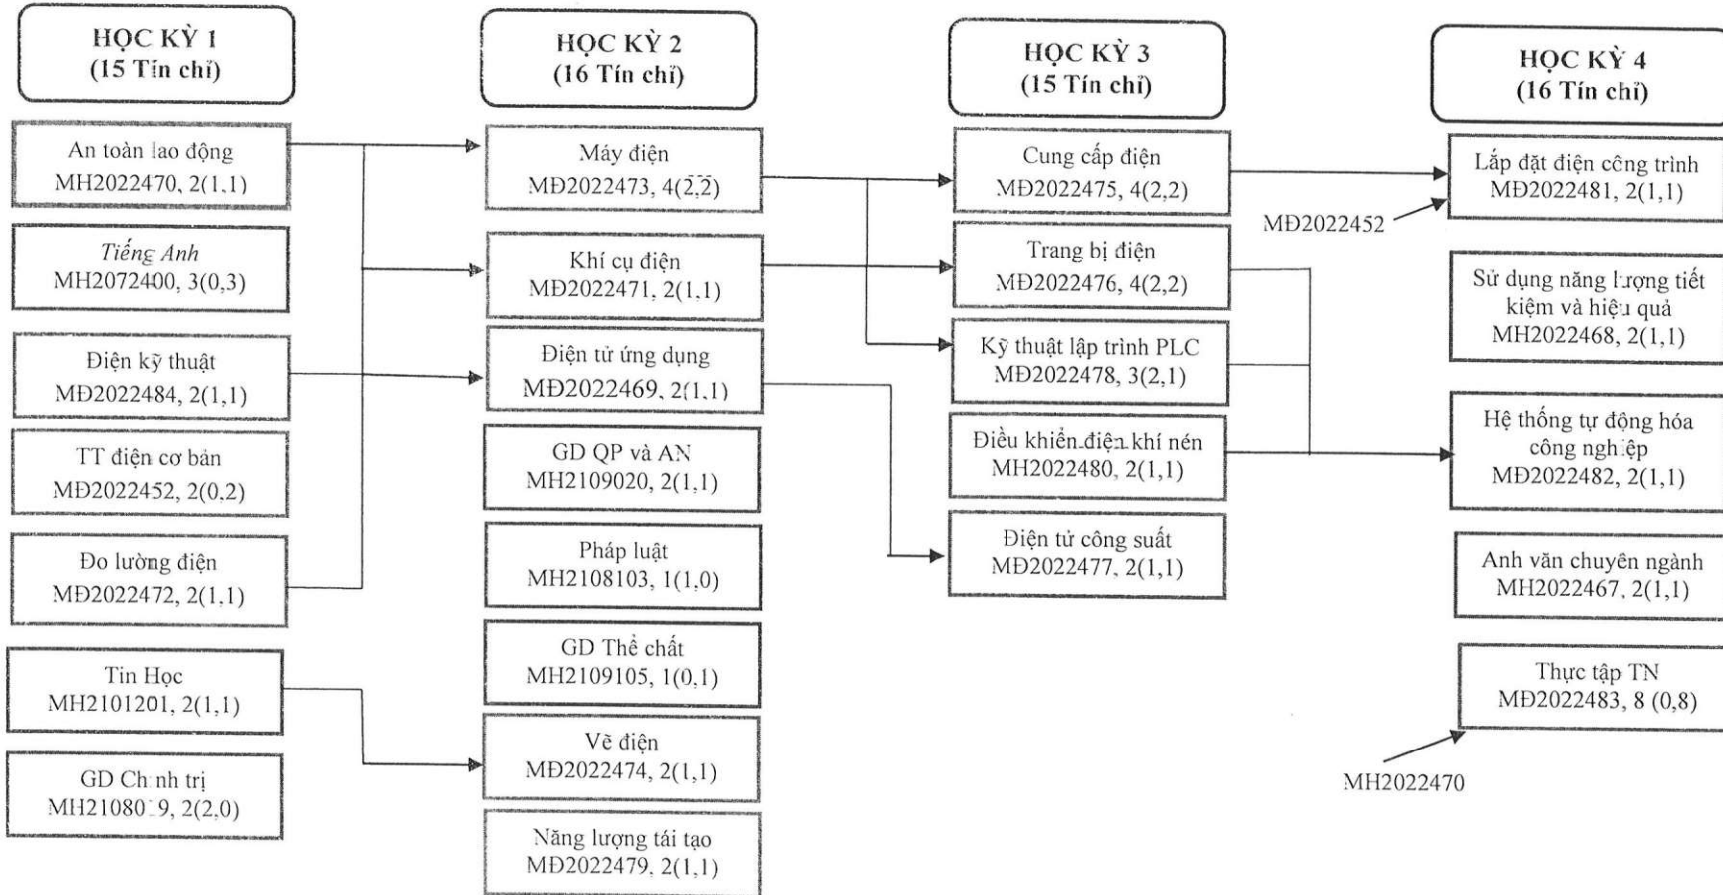 HỌC KỲ 1
(15 Tín chỉ)
An toàn lao động
MH2022470, 2(1,1)
Tiếng Anh
MH2072400, 3(0,3)
Điện kỹ thuật
MĐ2022484, 2(1,1)
TT điện cơ bản
MĐ2022452, 2(0,2)
Đo lường điện
MĐ2022472, 2(1,1)
Tin Học
MH2101201, 2(1,1)
GD Chính trị
2(2,0)
HỌC KỲ 2
(16 Tín chỉ)
Máy điện
MĐ2022473, 4(2,2)
Khí cụ điện
MĐ2022471, 2(1,1)
Điện tử ứng dụng
MĐ2022469, 2(1,1)
GD QP và AN
MH2109020, 2(1,1)
Pháp luật
MH2108103, 1(1,0)
GD Thể chất
MH2109105, 1(0,1)
Vẽ điện
MĐ2022474, 2(1,1)
Năng lượng tái tạo
MĐ2022479, 2(1,1)
HỌC KỲ 3
(15 Tín chỉ)
Cung cấp điện
MĐ2022475, 4(2,2)
Trang bị điện
MĐ2022476, 4(2,2)
Kỹ thuật lập trình PLC
MĐ2022478, 3(2,1)
Điều khiển điện khí nén
MH2022480, 2(1,1)
Điện tử công suất
MĐ2022477, 2(1,1)
HỌC KỲ 4
(16 Tín chỉ)
Lắp đặt điện công trình
MĐ2022481, 2(1,1)
MĐ2022452
Sử dụng năng lượng tiết
kiệm và hiệu quả
MH2022468, 2(1,1)
Hệ thống tự động hóa
công nghiệp
MĐ2022482, 2(1,1)
Anh văn chuyên ngành
MH2022467, 2(1,1)
Thực tập TN
MĐ2022483, 8 (0,8)
MH2022470